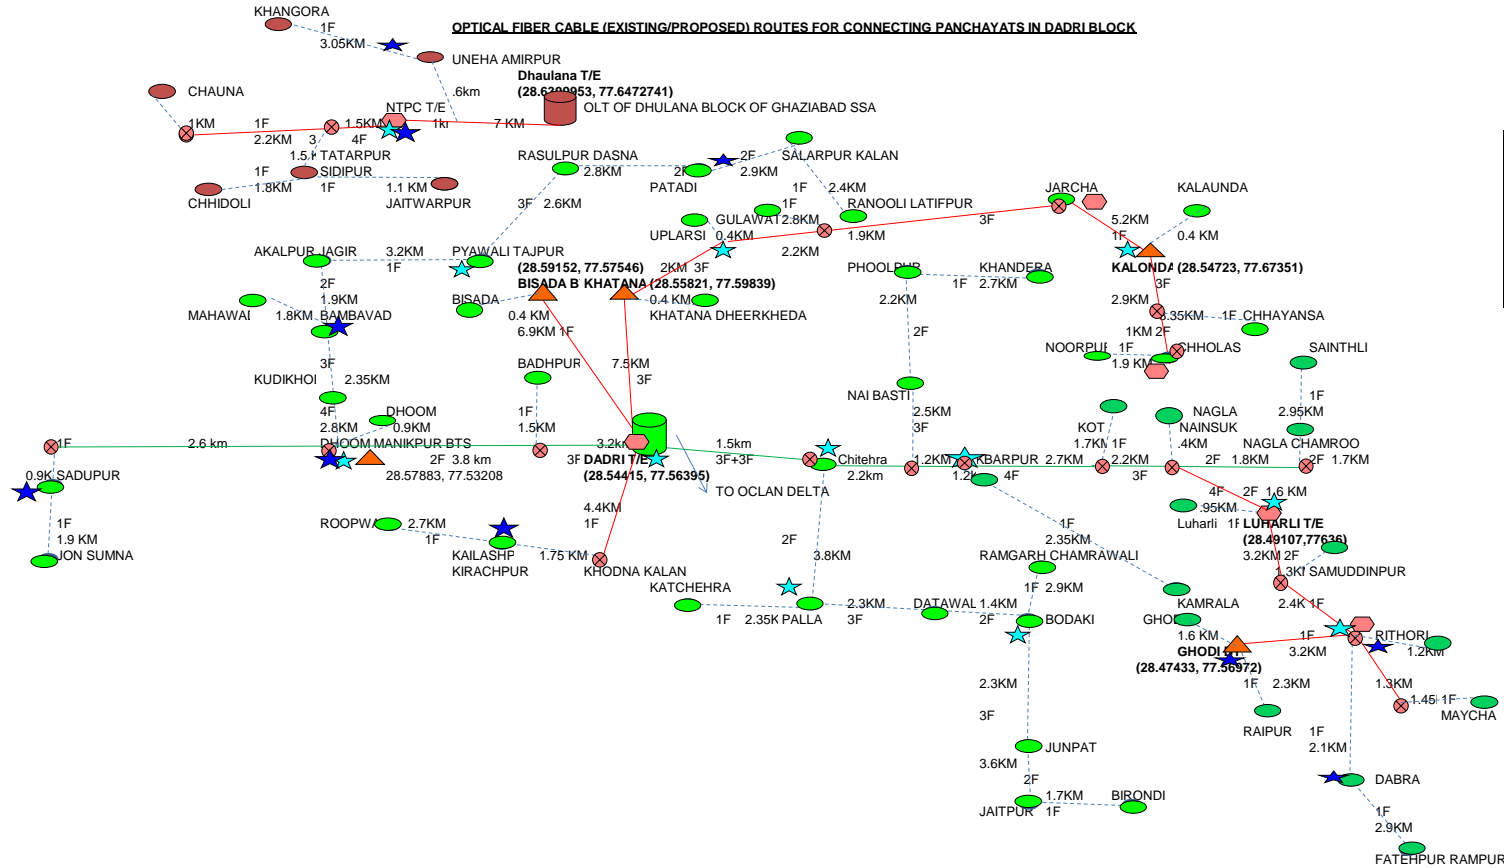 KHANGORA
1F
3.05KM
OPTICAL FIBER CABLE (EXISTING/PROPOSED) ROUTES FOR CONNECTING PANCHAYATS IN DADRI BLOCK
UNEHA AMIRPUR
Dhaulana T/E
77.6472741)
.6km
CHAUNA
NTPC T/E
OLT OF DHULANA BLOCK OF GHAZIABAD SSA
1KM
1F
2.2KM
1.5KM
4F
7 KM
TATARPUR
SIDIPUR
1F
1.8KM
1F
1.1 KM
CHHIDOLI
JAITWARPUR
RASULPUR DASNA
2.8KM
PATADI
2F
2.9KM
SALARPUR KALAN
3F
2.6KM
1F
2.4KM
1F
GULAWAT
2.8KM
RANOOLI LATIFPUR
UPLARSI
0.4KM
2.2KM
1.9KM
3F
JARCHA
KALAUNDA
5.2KM
1F
0.4 KM
AKALPUR JAGIR
3.2KM
1F
PYAWALI TAJPUR
(28.59152, 77.57546)
2KM
3F
BISADA B
KHATANA (28.55821, 77.59839)
PHOOLPUR
KHANDERA
1F
2.7KM
KALONDA (28.54723, 77.67351)
3F
2F
1.9KM
MAHAWAI
1.8KM
BAMBAVAD
BISADA
0.4 KM
6.9KM 1F
0.4 KM
KHATANA DHEERKHEDA
2.2KM
2F
2.9KM
1F
CHHAYANSA
1KM 2F
NOORPUR
1F
CHHOLAS
1.9 KM
SAINTHLI
3F
KUDIKHOI
2.35KM
BADHPUR
7.5KM
3F
NAI BASTI
1F
2.95KM
4F
2.8KM
DHOOM
0.9KM
1F
1.5KM
2.5KM
3F
KOT
1.7KM
1F
NAGLA
NAINSUK
.4KM
NAGLA CHAMROO
1F
2.6 km
DHOOM MANIKPUR BTS
2F
3.8 km
28.57883, 77.53208
3F
3.2km
DADRI T/E
(28.54415, 77.56395)
1.5km
3F+3F
Chitehra
2.2km
4F
2.7KM
2.2KM
3F
2F
1.8KM
2F
1.7KM
0.9K
SADUPUR
TO OCLAN DELTA
4F
2F
1.6 KM
.95KM
Luharli
1F
LUHARLI T/E
(28.49107,77636)
1F
1.9 KM
JON SUMNA
ROOPWA
2.7KM
1F
KAILASHP
KIRACHPUR
1.75 KM
4.4KM
1F
KHODNA KALAN
2F
3.8KM
1F
2.35KM
3.2KM 2F
RAMGARH CHAMRAWALI
SAMUDDINPUR
KATCHEHRA
1F
2.35K
PALLA
2.3KM
3F
DATAWAL
1.4KM
2F
1F
2.9KM
BODAKI
KAMRALA
2.4K
1F
1.6 KM
1F
3.2KM
RITHORI
1.2KM
(28.47433, 77.56972)
2.3KM
3F
1F
2.3KM
1.3KM
1.45
1F
MAYCHA
RAIPUR
1F
2.1KM
JUNPAT
3.6KM
2F
JAITPUR
1.7KM
1F
BIRONDI
DABRA
1F
2.9KM
FATEHPUR RAMPUR